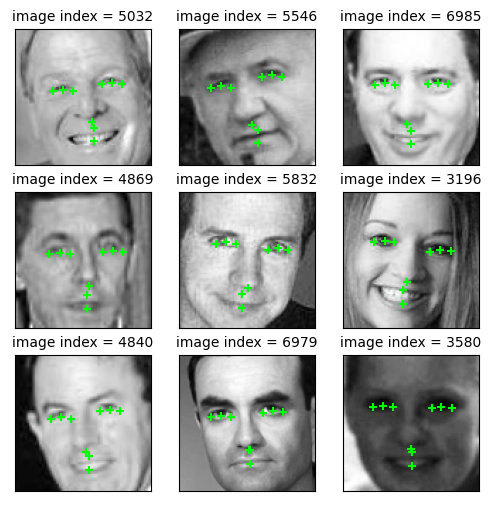 image index = 5032 image index = 5546 image index = 6985
image index = 4869 image index = 5832 image index = 3196
image index = 4840 image index = 6979 image index = 3580